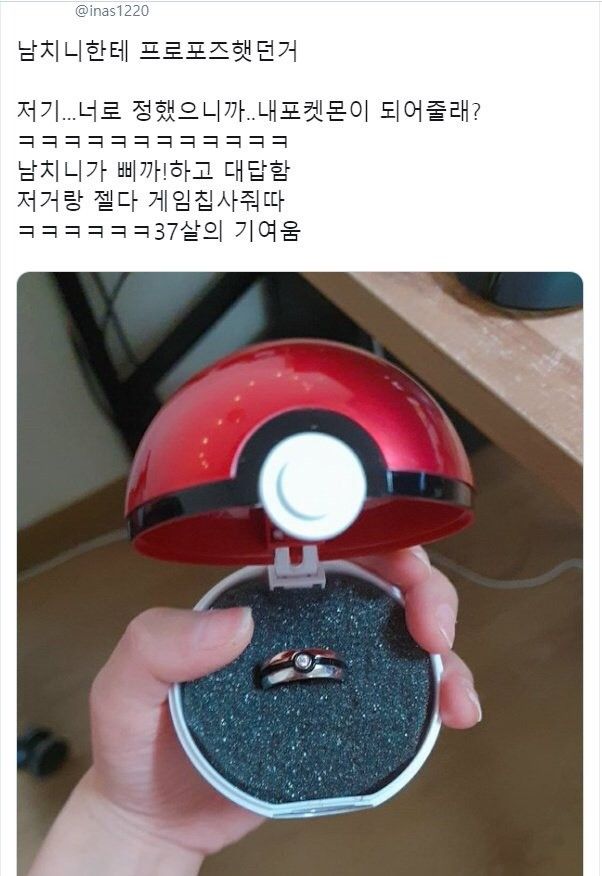 @inas1220
남치니한테 프로포즈햇던거
저기...너로 정했으니까..내포켓몬이 되어줄래?
ㅋㅋㅋㅋㅋㅋㅋㅋㅋㅋㅋㅋ
남치니가 삐까!하고 대답함
저거랑 젤다 게임칩사줘따
ㅋㅋㅋㅋㅋㅋ37살의 기여움